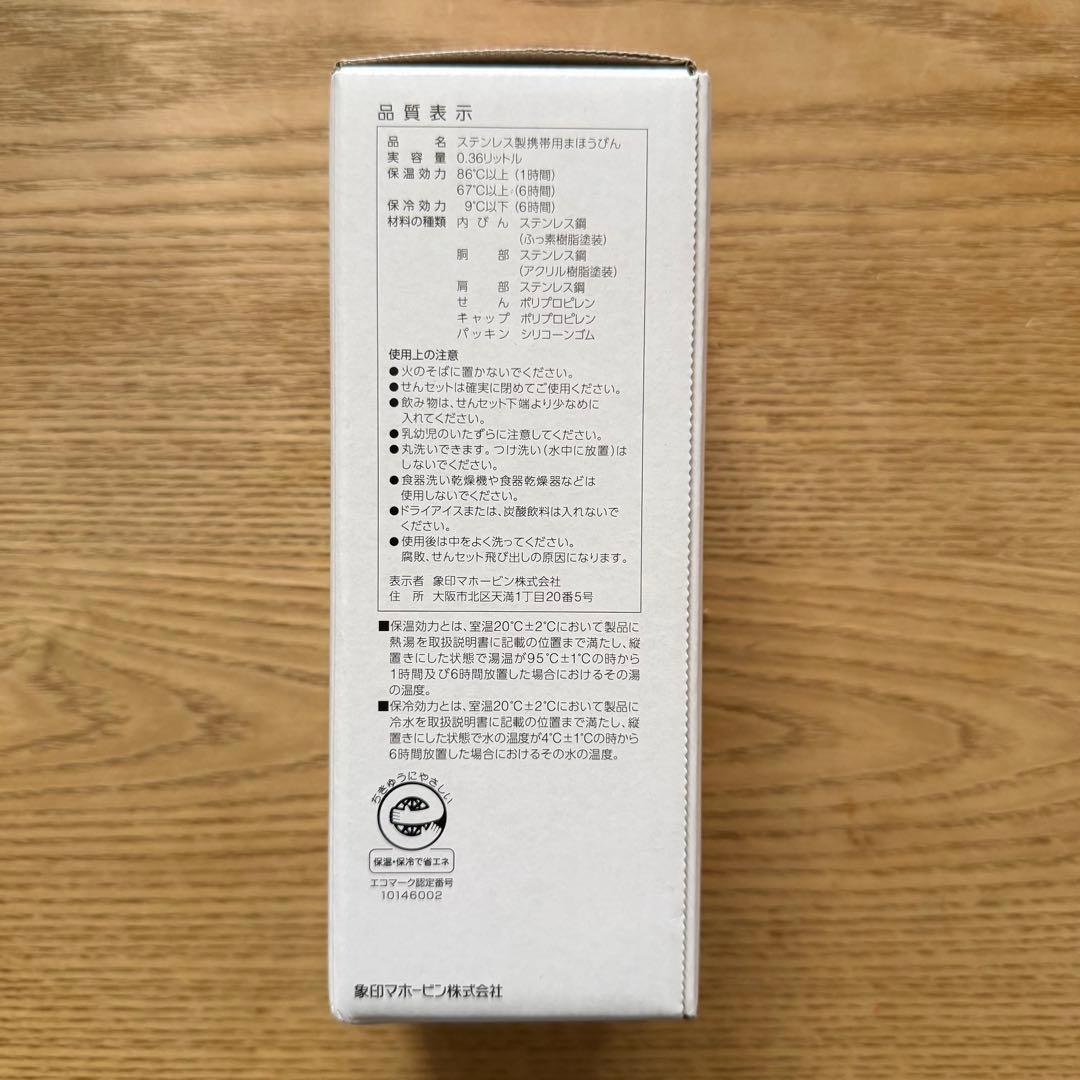 品質表示
品名 ステンレス製携帯用まほうびん
実容量 0.36リットル
保温効力 86℃以上(1時間)
67℃以上(6時間)
保冷効力 9℃以下(6時間)
材料の種類 内びん ステンレス鋼
(ふっ素樹脂塗装)
胴部 ステンレス鋼
(アクリル樹脂塗装)
肩部 ステンレス鋼
せん ポリプロピレン
キャップ ポリプロピレン
パッキン シリコーンゴム
使用上の注意
●火のそばに置かないでください。
●せんセットは確実に閉めてご使用ください。
●飲み物は、せんセット下端より少なめに
入れてください。
●乳幼児のいたずらに注意してください。
●丸洗いできます。つけ洗い(水中に放置)は
しないでください。
●食器洗い乾燥機や食器乾燥器などは
使用しないでください。
●ドライアイスまたは、炭酸飲料は入れないで
ください。
●使用後は中をよく洗ってください。
腐敗、せんセット飛び出しの原因になります。
表示者 象印マホービン株式会社
住所 大阪市北区天満1丁目20番5号
■保温効力とは、室温20℃±2℃において製品に
熱湯を取扱説明書に記載の位置まで満たし、縦
置きにした状態で湯温が95℃±1℃の時から
1時間及び6時間放置した場合におけるその湯
の温度。
■保冷効力とは、室温20℃±2℃において製品に
冷水を取扱説明書に記載の位置まで満たし、縦
置きにした状態で水の温度が4℃±1℃の時から
6時間放置した場合におけるその水の温度。
ちきゅうにやさしい
保温・保冷で省エネ
エコマーク認定番号
10146002
象印マホービン株式会社